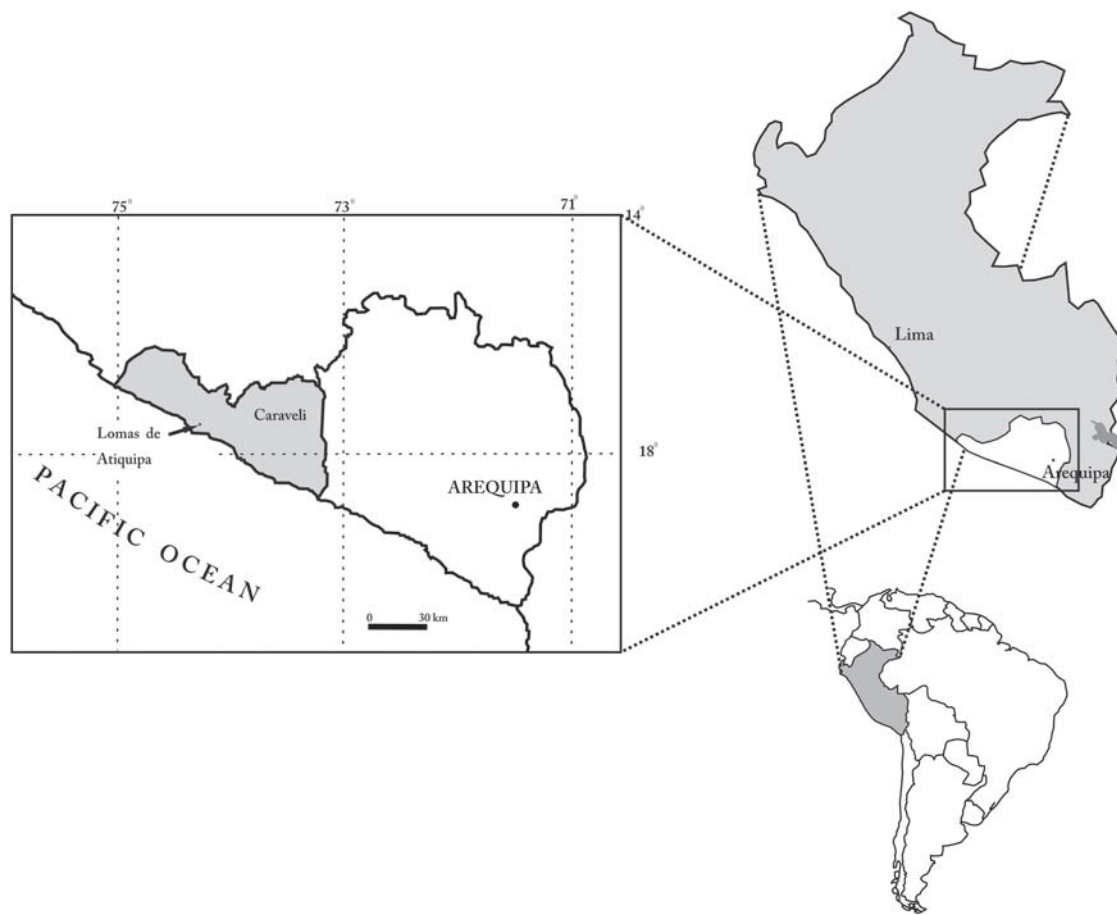 75°
73°
71°
14°
Lima
Caraveli
Lomas de
Atiquipa
18°
Arequipa
AREQUIPA
PACIFIC OCEAN
0 30 km